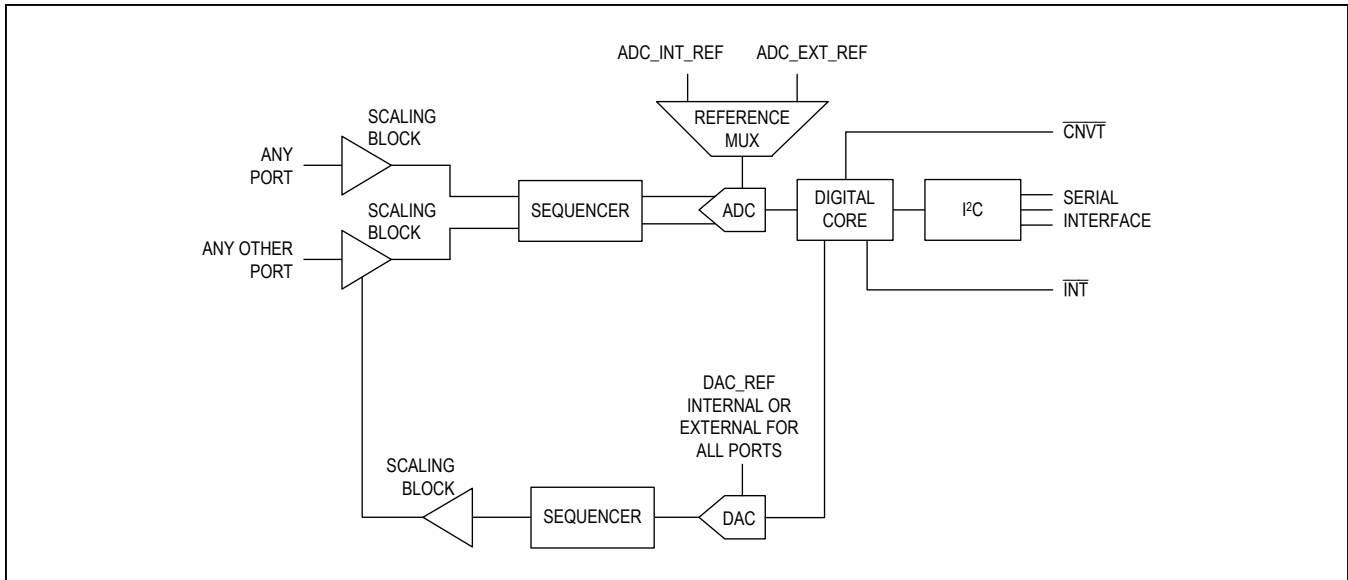 ADC_INT_REF
ADC_EXT_REF
REFERENCE
MUX
SCALING
BLOCK
ANY
PORT
SCALING
BLOCK
ANY OTHER
PORT
SEQUENCER
ADC
DIGITAL
CORE
I²C
CNVT
SERIAL
INTERFACE
INT
DAC_REF
INTERNAL OR
EXTERNAL FOR
ALL PORTS
SCALING
BLOCK
SEQUENCER
DAC